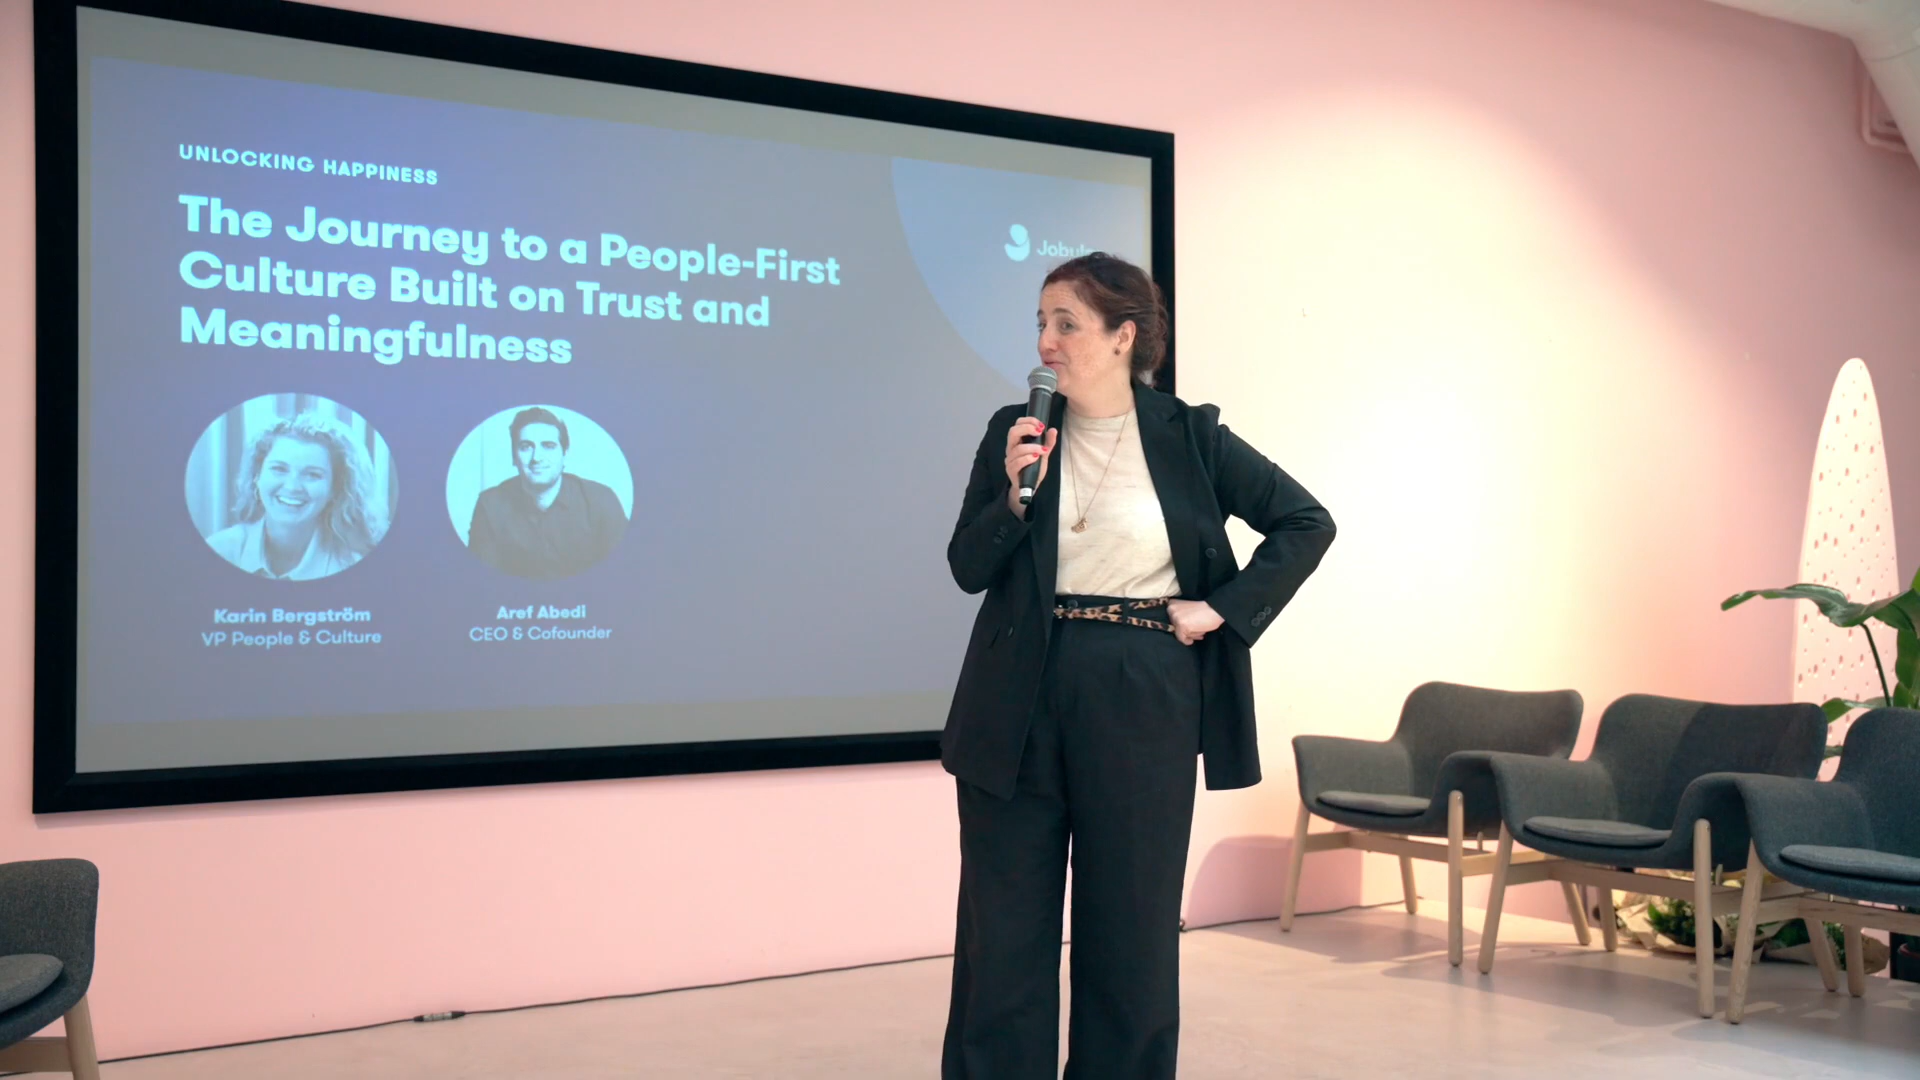 UNLOCKING HAPPINESS
The Journey to a People-First
Culture Built on Trust and
Meaningfulness
Karin Bergström
VP People & Culture
Aref Abedi
CEO & Cofounder